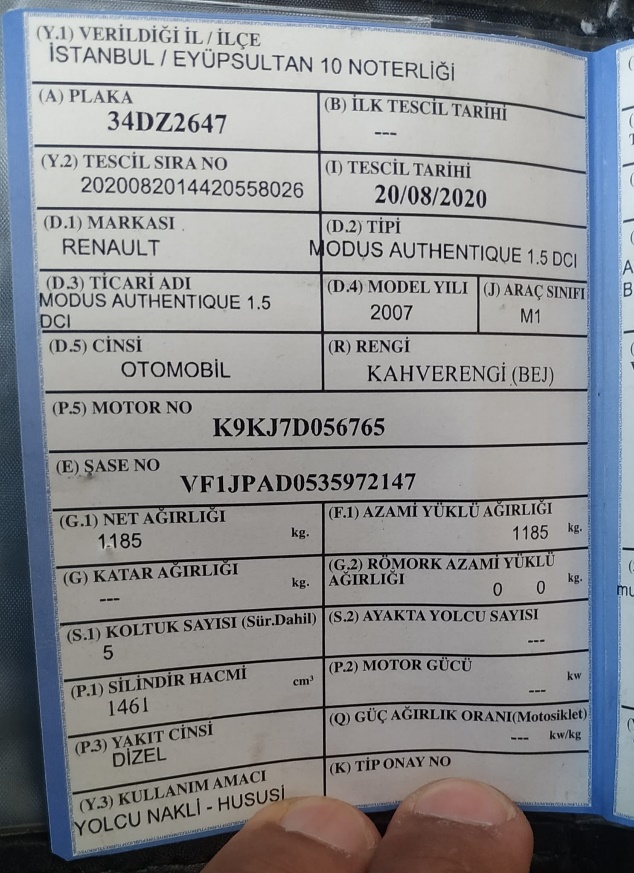 (Y.1) VERİLDİĞİ İL / İLÇE
İSTANBUL / EYÜPSULTAN 10 NOTERLİĞİ
(A) PLAKA
34DZ2647
(B) İLK TESCİL TARİHİ
---
(Y.2) TESCİL SIRA NO
2020082014420558026
(I) TESCİL TARİHİ
20/08/2020
(D.1) MARKASI
RENAULT
(D.2) TİPİ
MODUS AUTHENTIQUE 1.5 DCI
(D.3) TİCARİ ADI
MODUS AUTHENTIQUE 1.5
DCI
(D.4) MODEL YILI
2007
(J) ARAÇ SINIFI
M1
(D.5) CİNSİ
OTOMOBİL
(R) RENGİ
KAHVERENGİ (BEJ)
(P.5) MOTOR NO
K9KJ7D056765
(E) ŞASE NO
VF1JPAD0535972147
(G.1) NET AĞIRLIĞI
1185 kg.
(F.1) AZAMİ YÜKLÜ AĞIRLIĞI
1185 kg.
(G) KATAR AĞIRLIĞI
--- kg.
(G.2) RÖMORK AZAMİ YÜKLÜ
AĞIRLIĞI 0 0 kg.
(S.1) KOLTUK SAYISI (Sür.Dahil)
5
(S.2) AYAKTA YOLCU SAYISI
---
(P.1) SİLİNDİR HACMİ cm³
1461
(P.2) MOTOR GÜCÜ kw
---
(P.3) YAKIT CİNSİ
DİZEL
(Q) GÜÇ AĞIRLIK ORANI(Motosiklet)
--- kw/kg
(Y.3) KULLANIM AMACI
YOLCU NAKLİ - HUSUSİ
(K) TİP ONAY NO